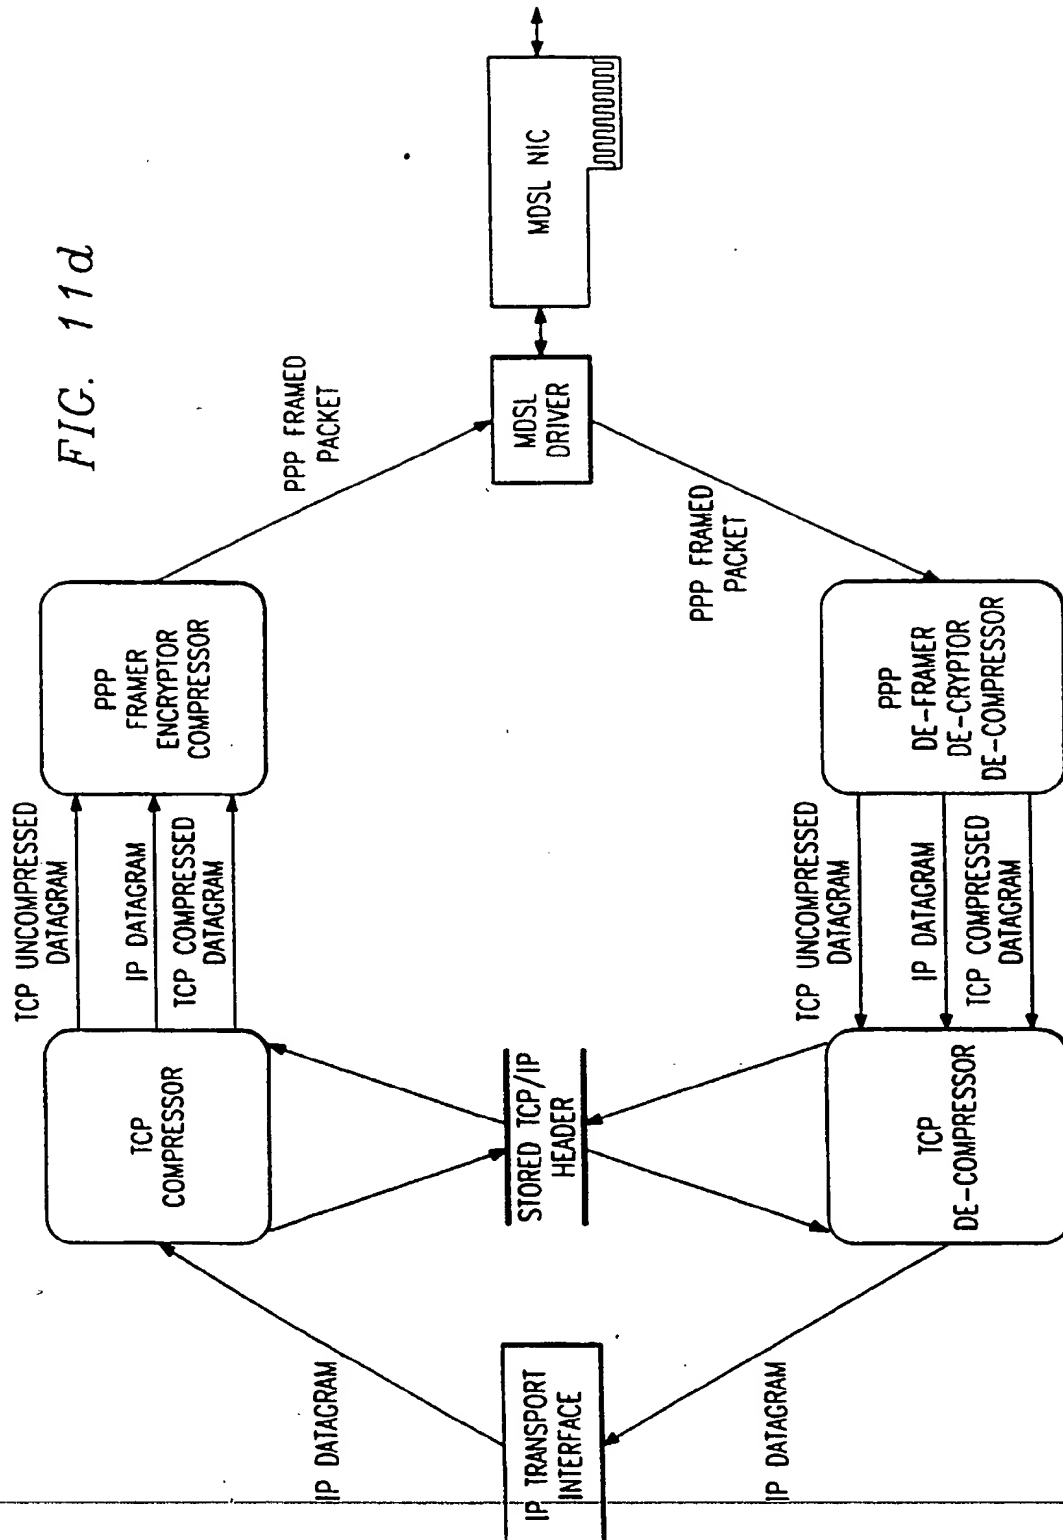 FIG. 11d
IP TRANSPORT
INTERFACE
IP DATAGRAM
IP DATAGRAM
TCP
COMPRESSOR
STORED TCP/IP
HEADER
TCP
DE-COMPRESSOR
TCP UNCOMPRESSED
DATAGRAM
IP DATAGRAM
TCP COMPRESSED
DATAGRAM
TCP UNCOMPRESSED
DATAGRAM
IP DATAGRAM
TCP COMPRESSED
DATAGRAM
PPP
FRAMER
ENCRYPTOR
COMPRESSOR
PPP
DE-FRAMER
DE-CRYPTOR
DE-COMPRESSOR
PPP FRAMED
PACKET
PPP FRAMED
PACKET
MDSL
DRIVER
MDSL NIC